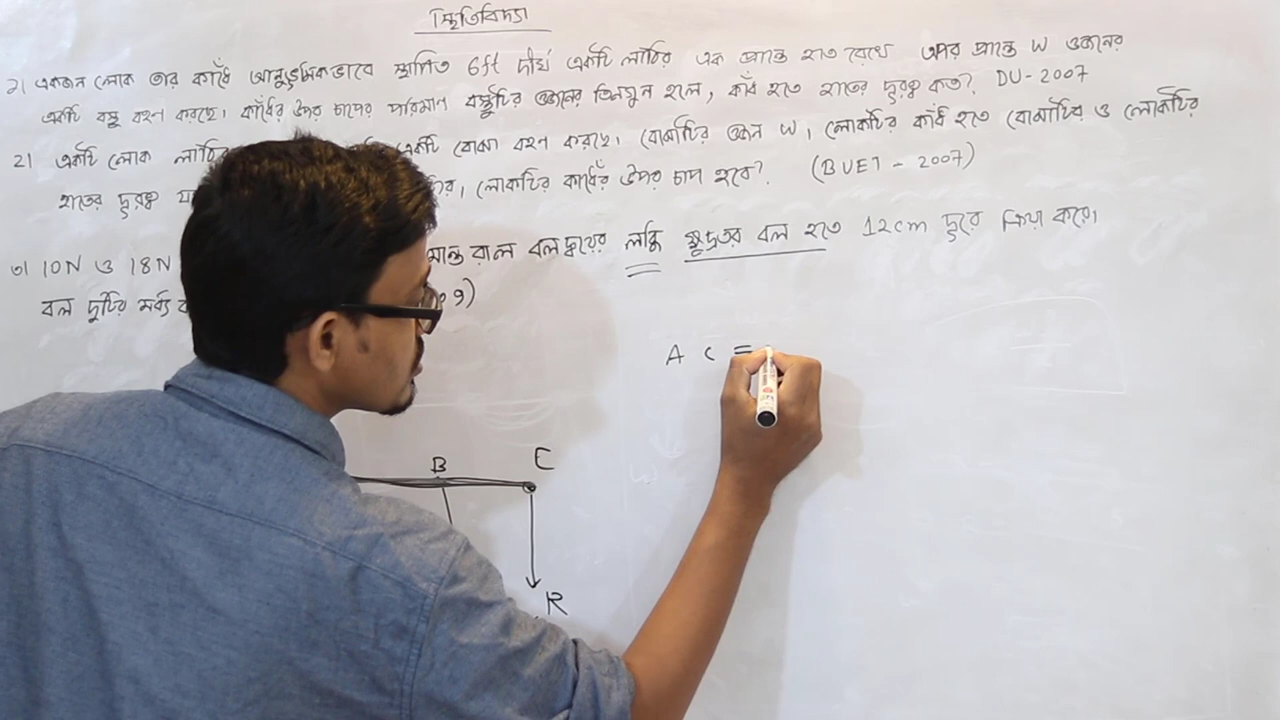 স্থিতিবিদ্যা
১। একজন লোক তার কাঁধে আনুভূমিকভাবে স্থাপিত 6ft দীর্ঘ একটি লাঠির এক প্রান্তে হাত রেখে অপর প্রান্তে W ওজনের
একটি বস্তু বহন করছে। কাঁধের উপর চাপের পরিমান বস্তুটির ওজনের তিনগুন হলে, কাঁধ হতে হাতের দূরত্ব কত? DU-2007
২। একটি লোক লাঠির একটি বোঝা বহন করছে। বোঝাটির ওজন W। লোকটির কাঁধ হতে বোঝাটির ও লোকটির
হাতের দূরত্ব লোকটির কাঁধের উপর চাপ হবে? (BUET - 2007)
৩। 10N ও 18N বলদ্বয়ের লব্ধি ক্ষুদ্রতর বল হতে 12cm দূরে ক্রিয়া করে।
বল দুটির মধ্য
A C =
B C
R